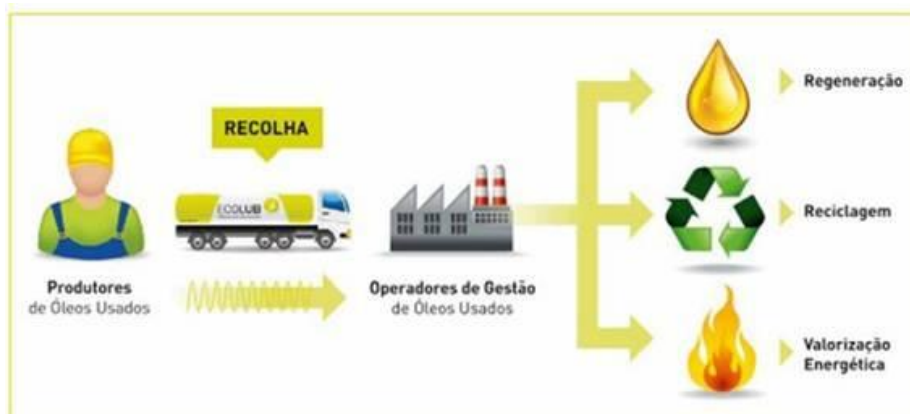 RECOLHA
ECOLUB
Produtores
de Óleos Usados
Operadores de Gestão
de Óleos Usados
Regeneração
Reciclagem
Valorização
Energética